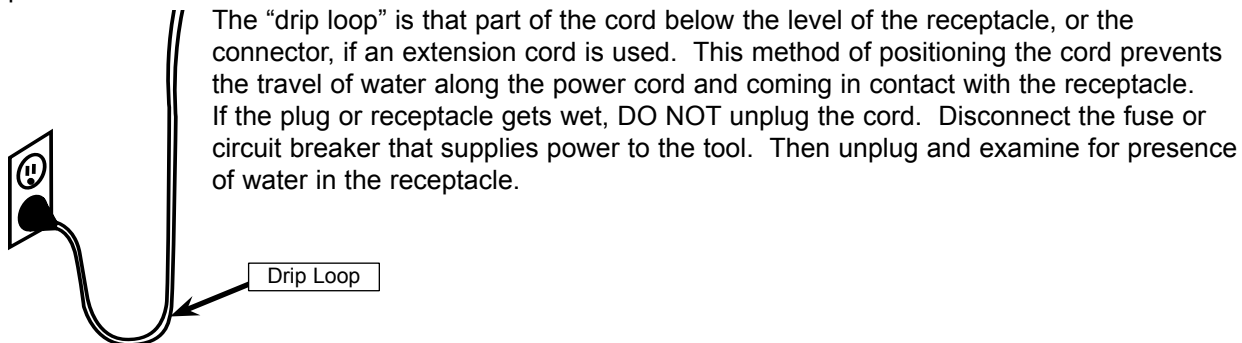 The “drip loop” is that part of the cord below the level of the receptacle, or the
connector, if an extension cord is used.  This method of positioning the cord prevents
the travel of water along the power cord and coming in contact with the receptacle.
If the plug or receptacle gets wet, DO NOT unplug the cord.  Disconnect the fuse or
circuit breaker that supplies power to the tool.  Then unplug and examine for presence
of water in the receptacle.
Drip Loop